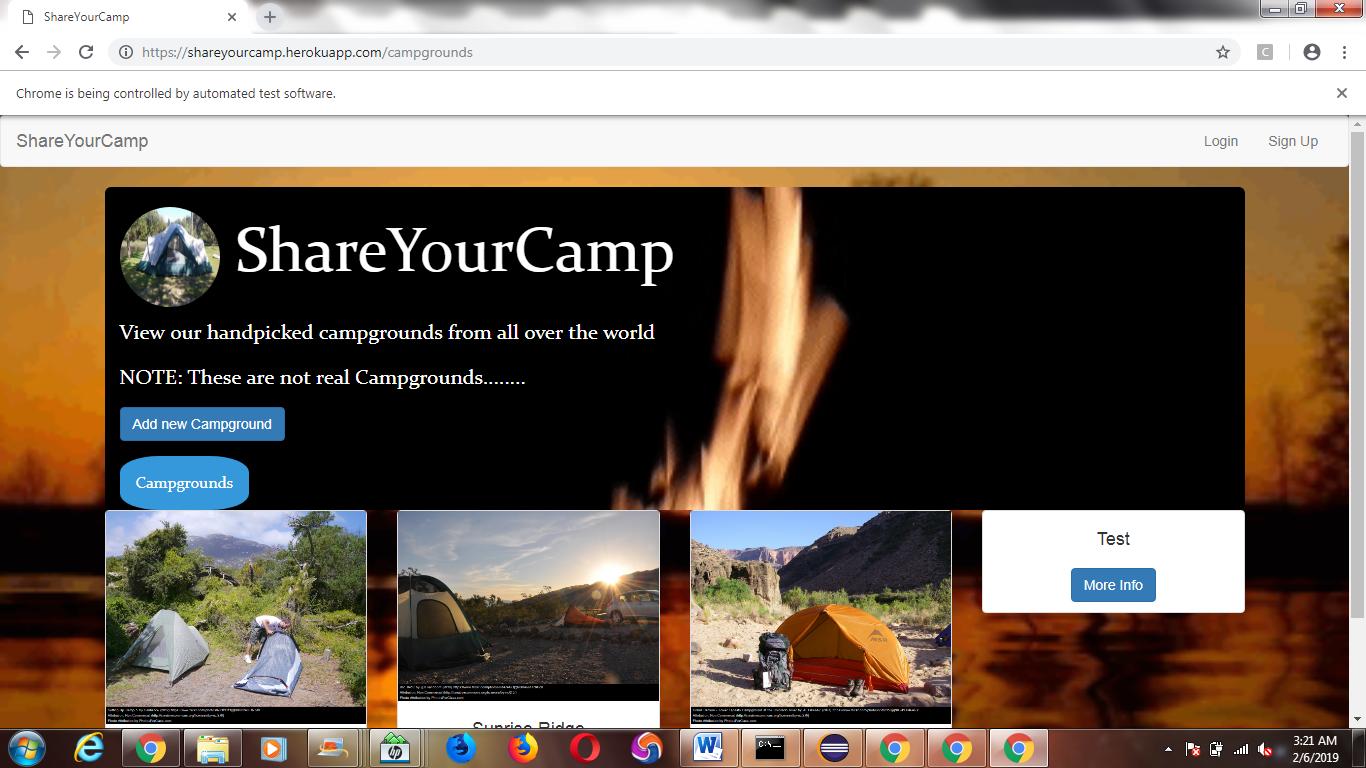 ShareYourCamp
https://shareyourcamp.herokuapp.com/campgrounds
C
Chrome is being controlled by automated test software.
ShareYourCamp
Login
Sign Up
ShareYourCamp
View our handpicked campgrounds from all over the world
NOTE: These are not real Campgrounds........
Add new Campground
Campgrounds
Test
More Info
Sunrise Ridge
hp
W
C:\
3:21 AM
2/6/2019